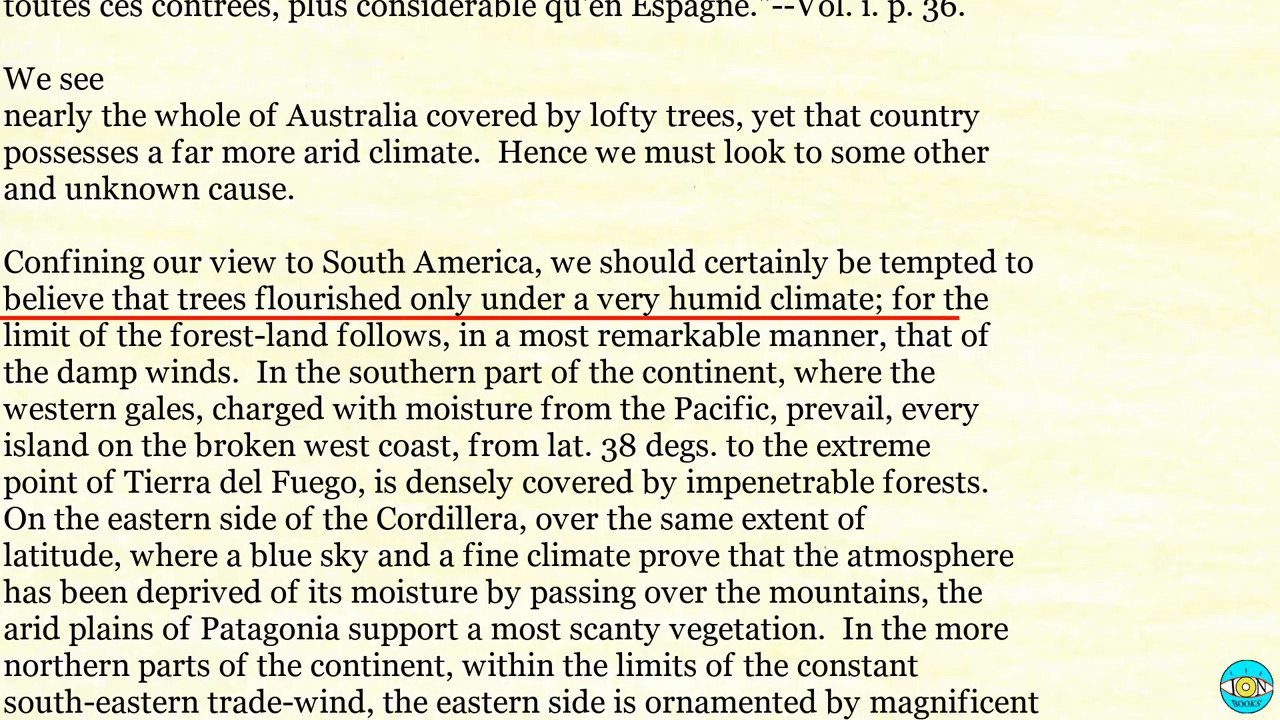 toutes ces contrées, plus considérable qu'en Espagne."--Vol. i. p. 36.
We see
nearly the whole of Australia covered by lofty trees, yet that country
possesses a far more arid climate.  Hence we must look to some other
and unknown cause.
Confining our view to South America, we should certainly be tempted to
believe that trees flourished only under a very humid climate; for the
limit of the forest-land follows, in a most remarkable manner, that of
the damp winds.  In the southern part of the continent, where the
western gales, charged with moisture from the Pacific, prevail, every
island on the broken west coast, from lat. 38 degs. to the extreme
point of Tierra del Fuego, is densely covered by impenetrable forests.
On the eastern side of the Cordillera, over the same extent of
latitude, where a blue sky and a fine climate prove that the atmosphere
has been deprived of its moisture by passing over the mountains, the
arid plains of Patagonia support a most scanty vegetation.  In the more
northern parts of the continent, within the limits of the constant
south-eastern trade-wind, the eastern side is ornamented by magnificent
ION
BOOKS